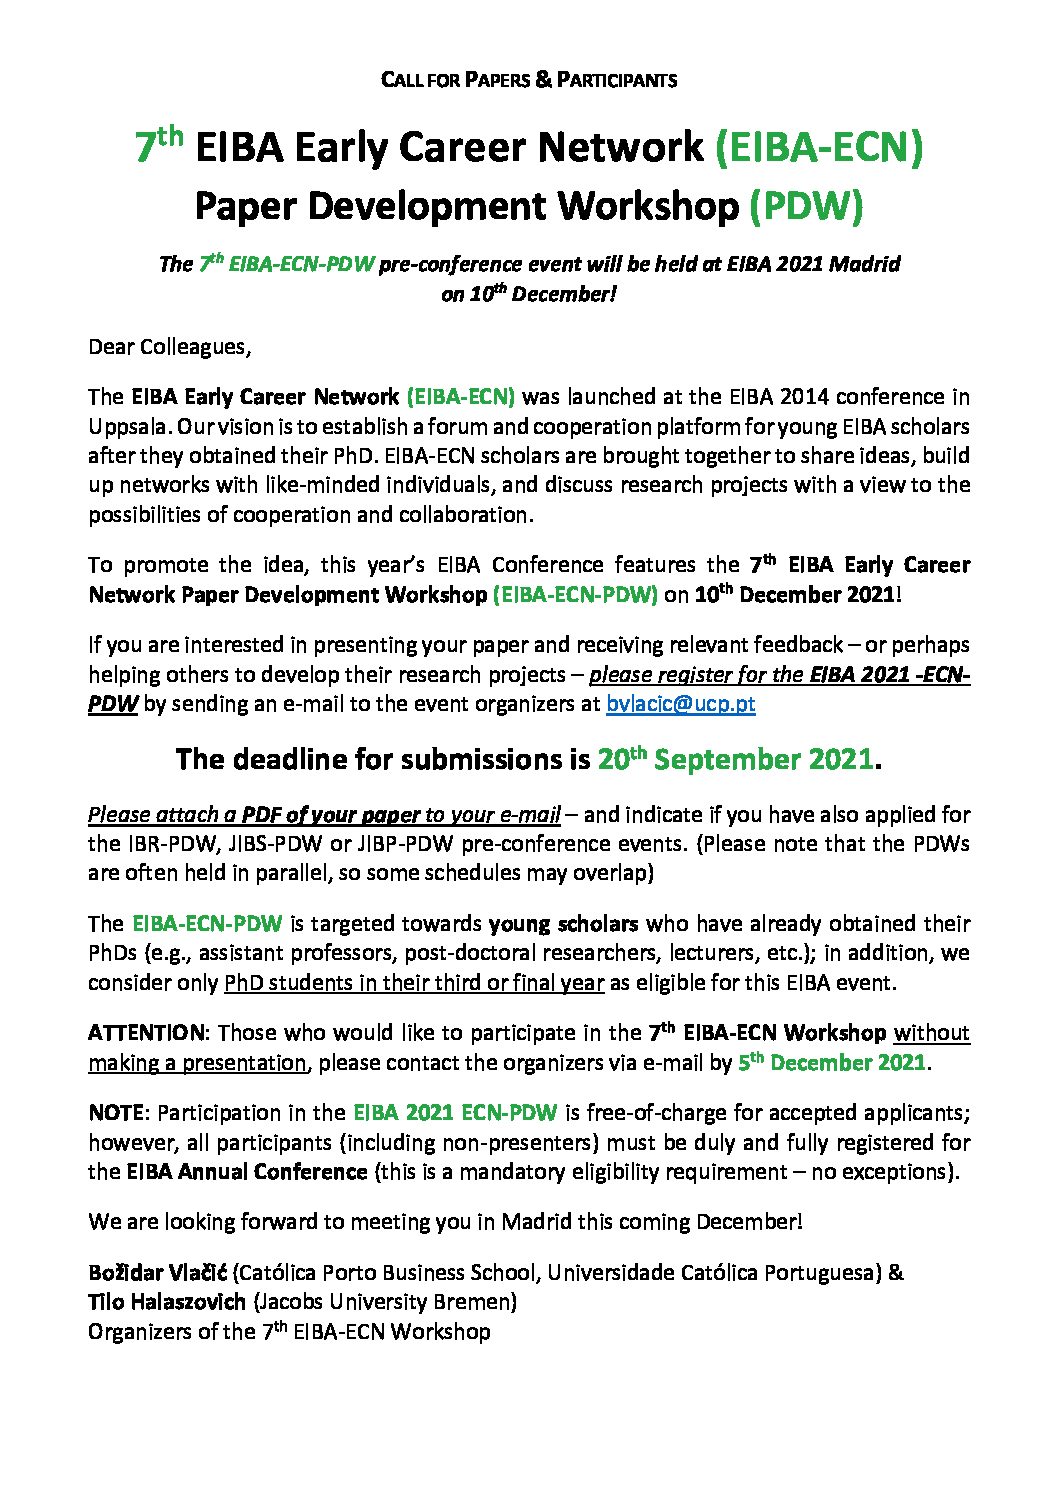 CALL FOR PAPERS & PARTICIPANTS
7th EIBA Early Career Network (EIBA-ECN)
Paper Development Workshop (PDW)
The 7th EIBA-ECN-PDW pre-conference event will be held at EIBA 2021 Madrid
on 10th December!
Dear Colleagues,
The EIBA Early Career Network (EIBA-ECN) was launched at the EIBA 2014 conference in
Uppsala. Our vision is to establish a forum and cooperation platform for young EIBA scholars
after they obtained their PhD. EIBA-ECN scholars are brought together to share ideas, build
up networks with like-minded individuals, and discuss research projects with a view to the
possibilities of cooperation and collaboration.
To promote the idea, this year’s EIBA Conference features the 7th EIBA Early Career
Network Paper Development Workshop (EIBA-ECN-PDW) on 10th December 2021!
If you are interested in presenting your paper and receiving relevant feedback – or perhaps
helping others to develop their research projects – please register for the EIBA 2021 -ECN-
PDW by sending an e-mail to the event organizers at bvlacic@ucp.pt
The deadline for submissions is 20th September 2021.
Please attach a PDF of your paper to your e-mail – and indicate if you have also applied for
the IBR-PDW, JIBS-PDW or JIBP-PDW pre-conference events. (Please note that the PDWs
are often held in parallel, so some schedules may overlap)
The EIBA-ECN-PDW is targeted towards young scholars who have already obtained their
PhDs (e.g., assistant professors, post-doctoral researchers, lecturers, etc.); in addition, we
consider only PhD students in their third or final year as eligible for this EIBA event.
ATTENTION: Those who would like to participate in the 7th EIBA-ECN Workshop without
making a presentation, please contact the organizers via e-mail by 5th December 2021.
NOTE: Participation in the EIBA 2021 ECN-PDW is free-of-charge for accepted applicants;
however, all participants (including non-presenters) must be duly and fully registered for
the EIBA Annual Conference (this is a mandatory eligibility requirement – no exceptions).
We are looking forward to meeting you in Madrid this coming December!
Božidar Vlačić (Católica Porto Business School, Universidade Católica Portuguesa) &
Tilo Halaszovich (Jacobs University Bremen)
Organizers of the 7th EIBA-ECN Workshop